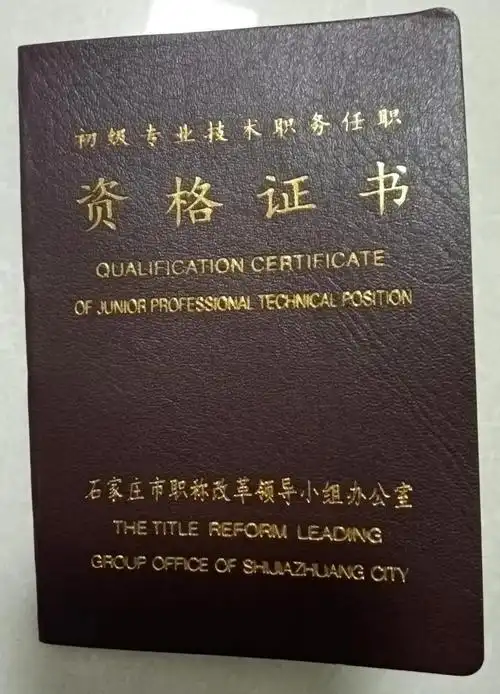 初级专业技术职务任职
资格证书
QUALIFICATION CERTIFICATE
OF JUNIOR PROFESSIONAL TECHNICAL POSITION
石家庄市职称改革领导小组办公室
THE TITLE REFORM LEADING
GROUP OFFICE OF SHIJIAZHUANG CITY